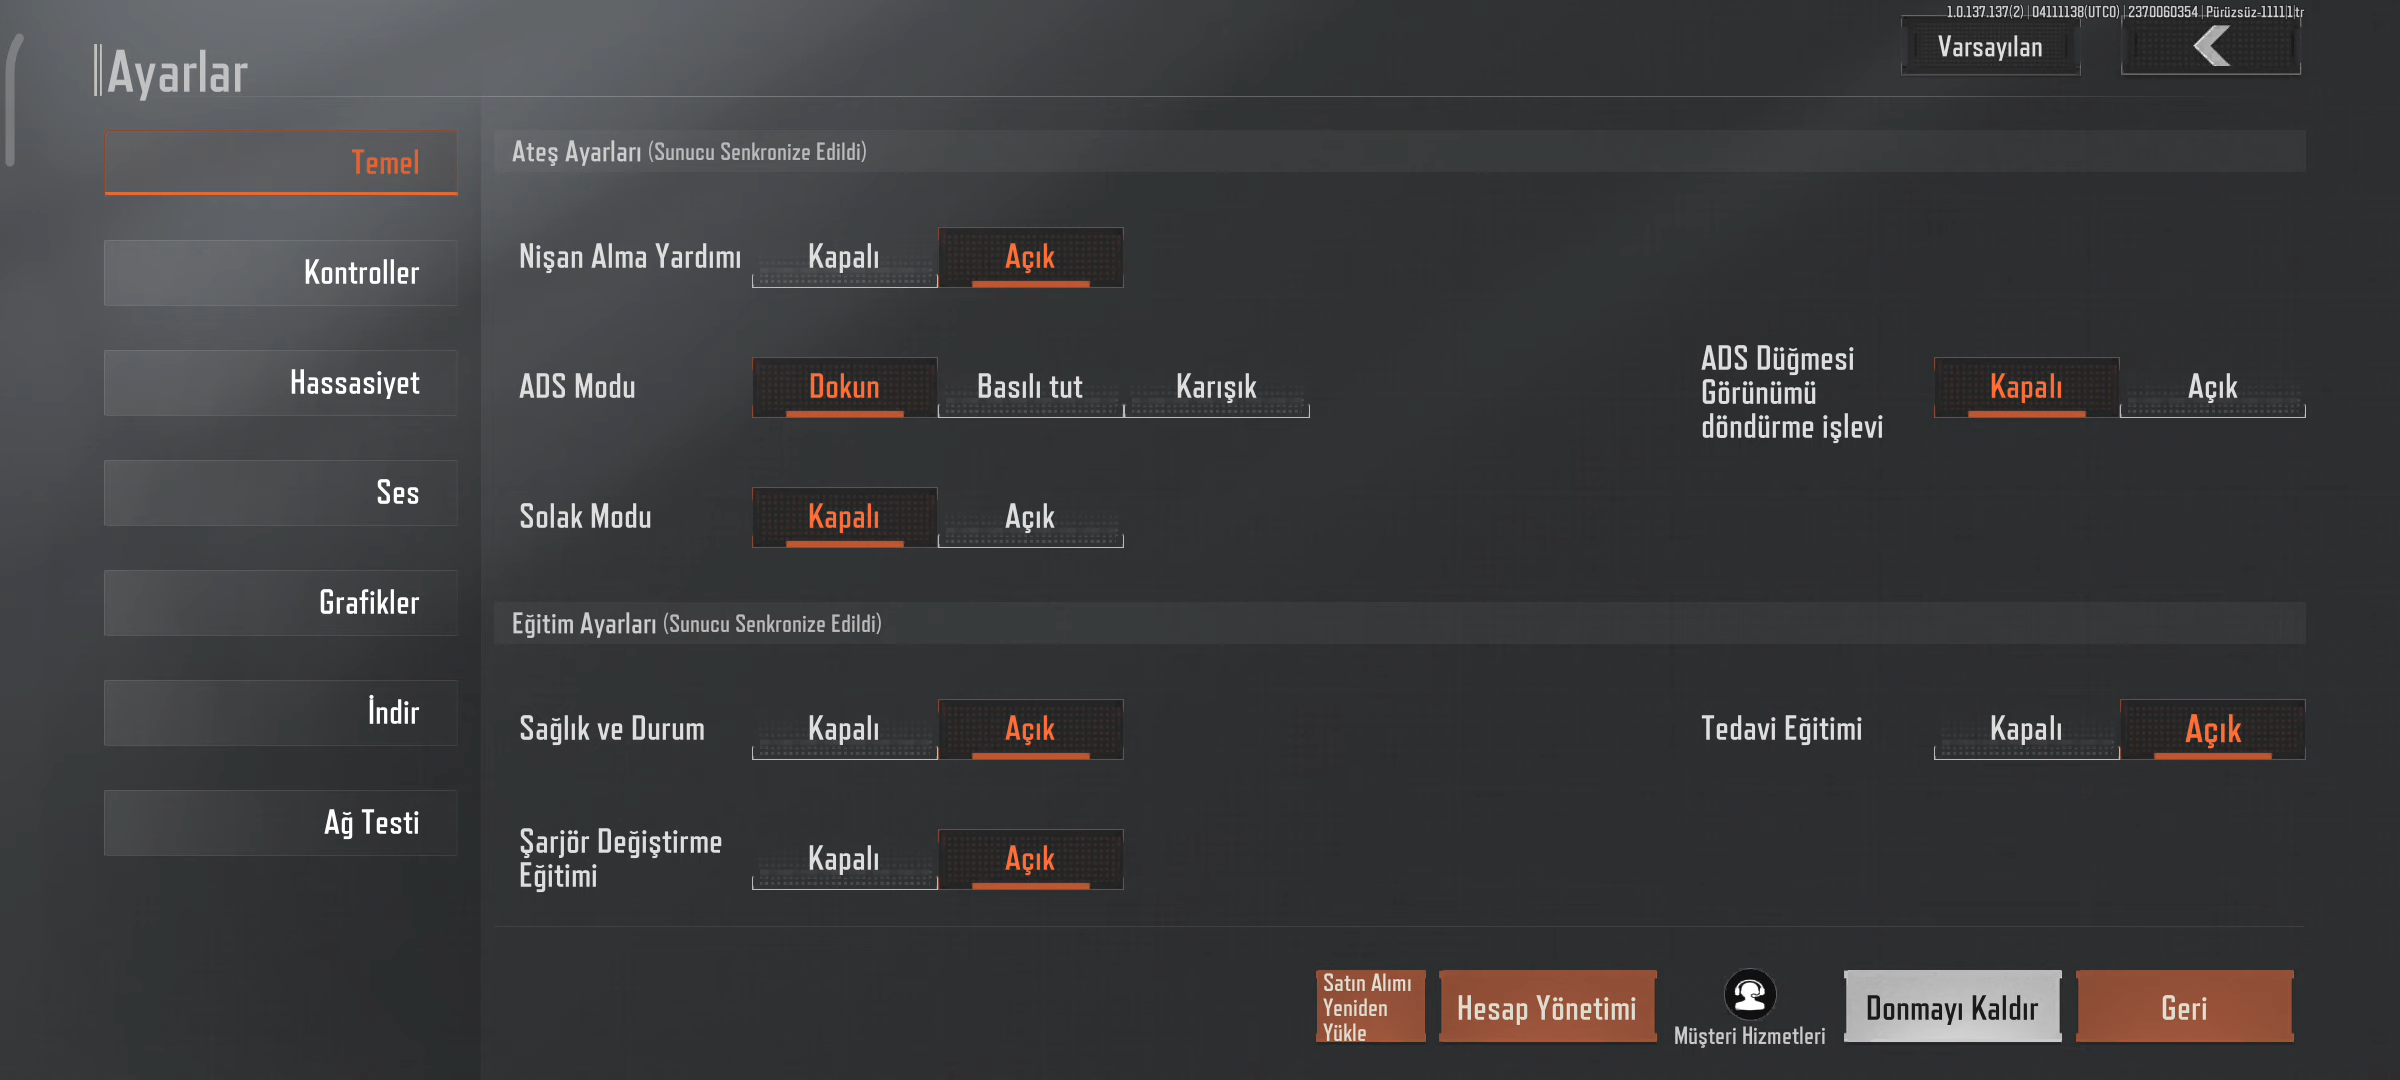 1.0.137.137(2) | 04111138(UTC0) | 2370060354 | Pürüzsüz-1111|1|tr
Ayarlar
Varsayılan
Temel
Kontroller
Hassasiyet
Ses
Grafikler
İndir
Ağ Testi
Ateş Ayarları (Sunucu Senkronize Edildi)
Nişan Alma Yardımı Kapalı Açık
ADS Modu Dokun Basılı tut Karışık
ADS Düğmesi
Görünümü
döndürme işlevi
Kapalı Açık
Solak Modu Kapalı Açık
Eğitim Ayarları (Sunucu Senkronize Edildi)
Sağlık ve Durum Kapalı Açık
Tedavi Eğitimi Kapalı Açık
Şarjör Değiştirme
Eğitimi
Kapalı Açık
Satın Alımı
Yeniden
Yükle
Hesap Yönetimi
Müşteri Hizmetleri
Donmayı Kaldır
Geri